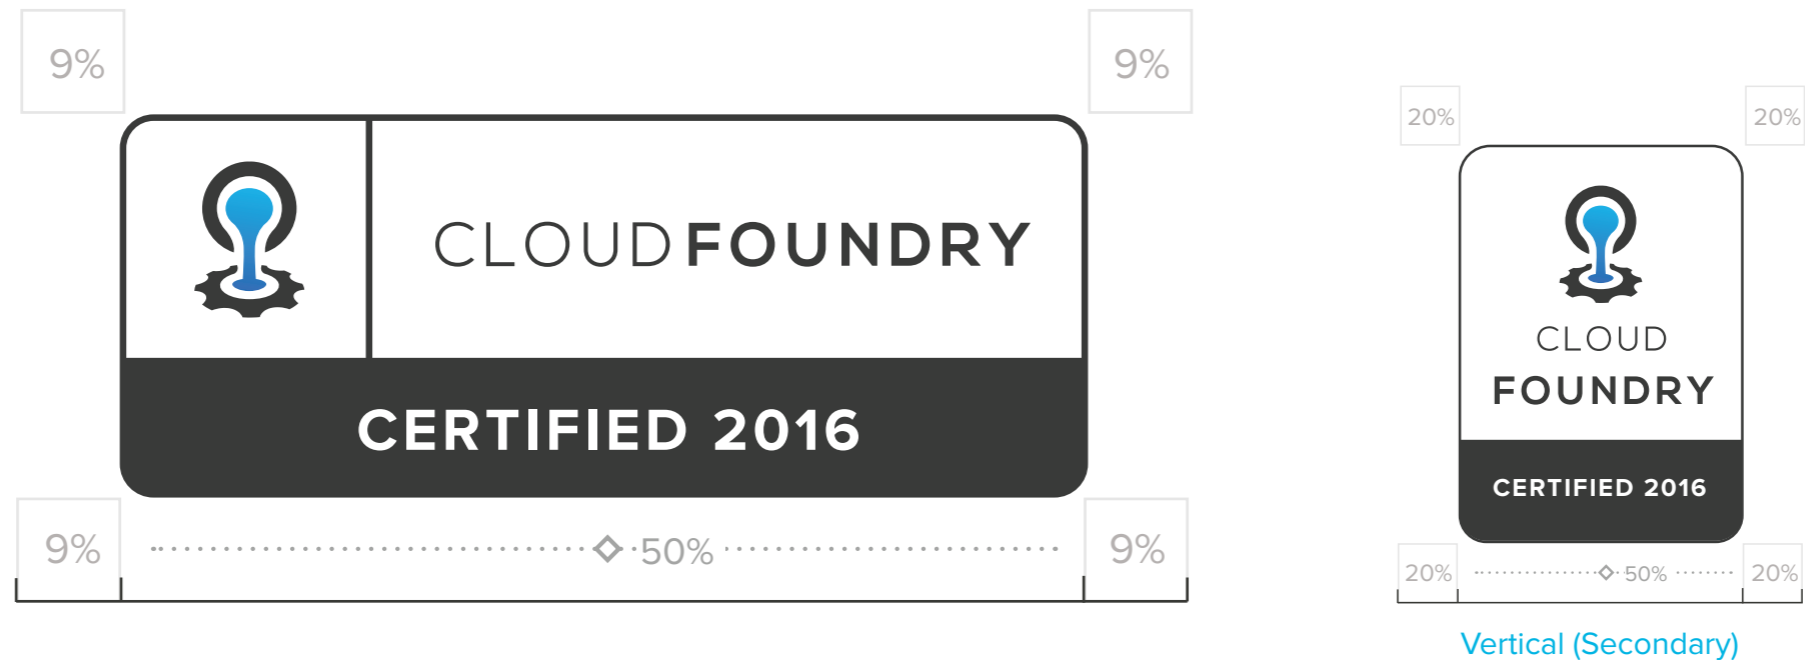 9%
9%
CLOUD FOUNDRY
CERTIFIED 2016
9%
50%
9%
20%
20%
CLOUD
FOUNDRY
CERTIFIED 2016
20%
50%
20%
Vertical (Secondary)